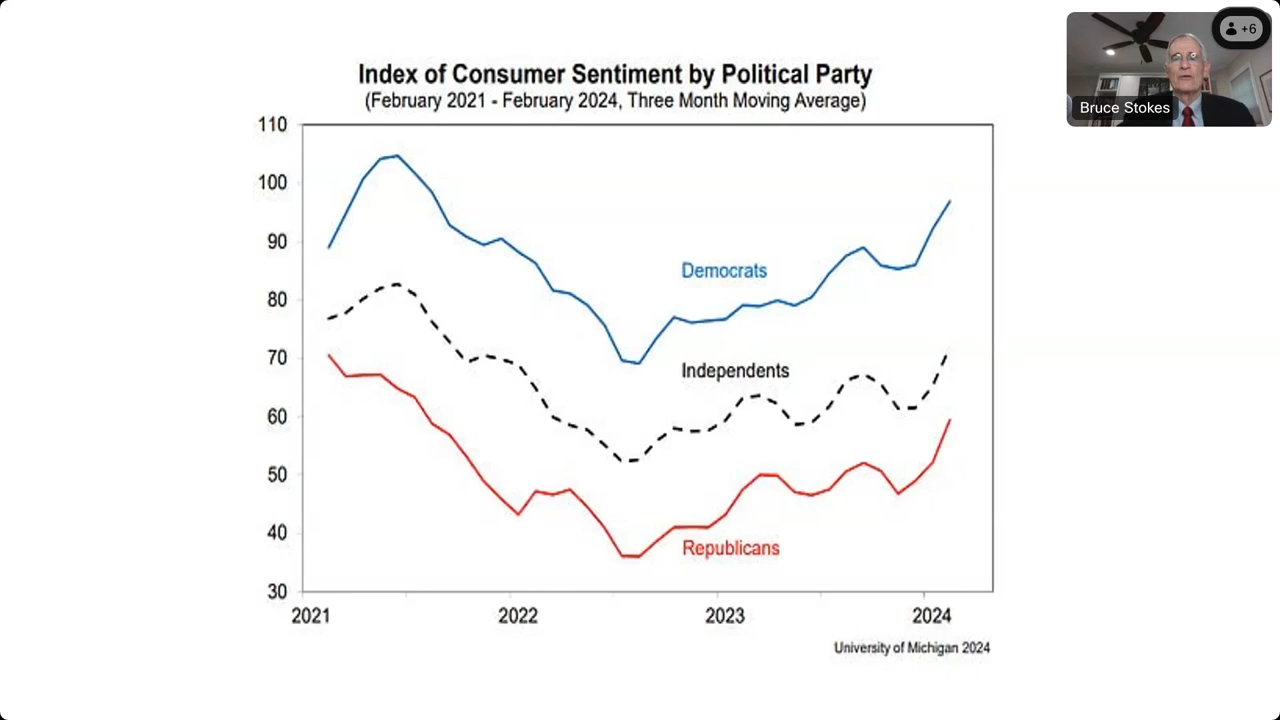 Index of Consumer Sentiment by Political Party
(February 2021 - February 2024, Three Month Moving Average)
+6
Bruce Stokes
110
100
90
80
70
60
50
40
30
Democrats
Independents
Republicans
2021
2022
2023
2024
University of Michigan 2024